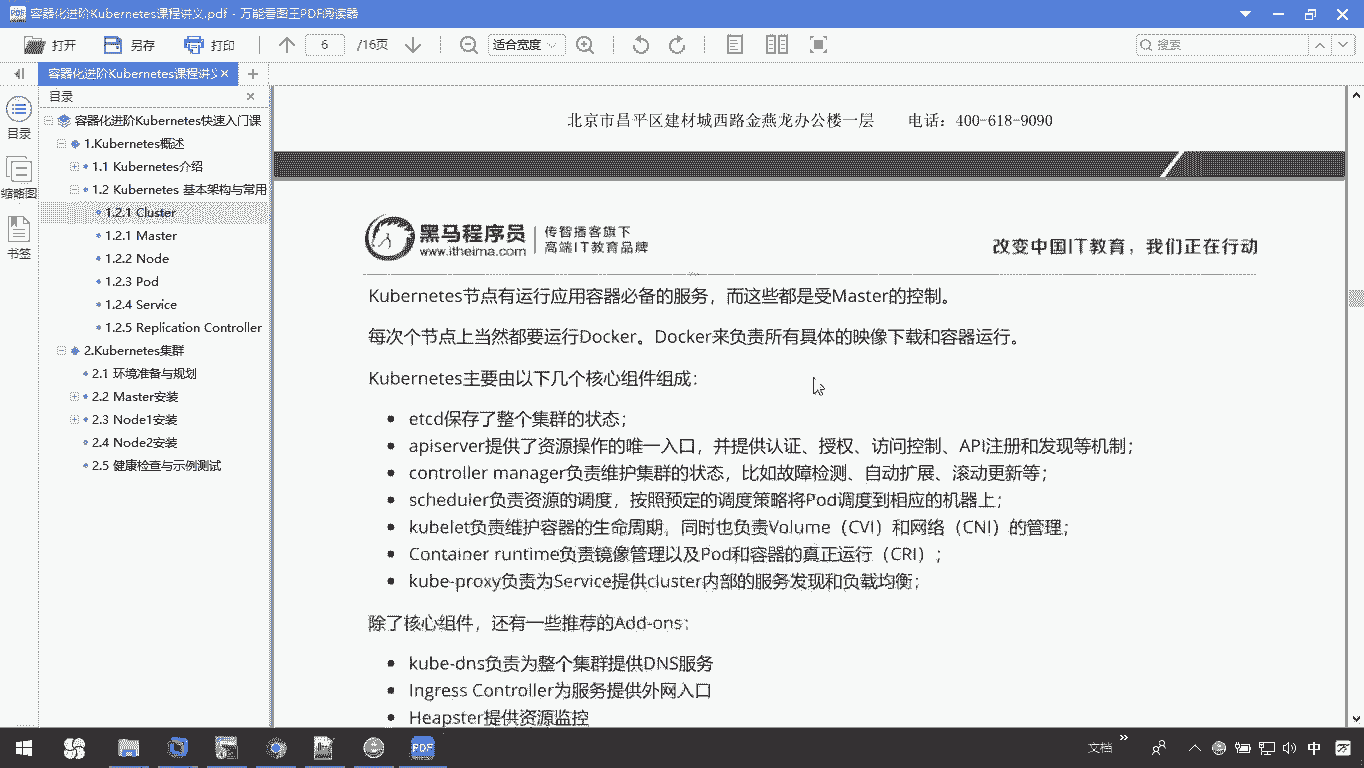 容器化进阶Kubernetes课程讲义.pdf - 万能看图王PDF阅读器
打开 另存 打印 6 /16页 适合宽度 搜索
容器化进阶Kubernetes课程讲义
目录
目录
缩略图
书签
容器化进阶Kubernetes快速入门课
1.Kubernetes概述
1.1 Kubernetes介绍
1.2 Kubernetes 基本架构与常用
1.2.1 Cluster
1.2.1 Master
1.2.2 Node
1.2.3 Pod
1.2.4 Service
1.2.5 Replication Controller
2.Kubernetes集群
2.1 环境准备与规划
2.2 Master安装
2.3 Node1安装
2.4 Node2安装
2.5 健康检查与示例测试
北京市昌平区建材城西路金燕龙办公楼一层 电话：400-618-9090
黑马程序员
www.itheima.com
传智播客旗下
高端IT教育品牌
改变中国IT教育，我们正在行动
Kubernetes节点有运行应用容器必备的服务，而这些都是受Master的控制。
每次个节点上当然都要运行Docker。Docker来负责所有具体的映像下载和容器运行。
Kubernetes主要由以下几个核心组件组成：
etcd保存了整个集群的状态；
apiserver提供了资源操作的唯一入口，并提供认证、授权、访问控制、API注册和发现等机制；
controller manager负责维护集群的状态，比如故障检测、自动扩展、滚动更新等；
scheduler负责资源的调度，按照预定的调度策略将Pod调度到相应的机器上；
kubelet负责维护容器的生命周期，同时也负责Volume（CVI）和网络（CNI）的管理；
Container runtime负责镜像管理以及Pod和容器的真正运行（CRI）；
kube-proxy负责为Service提供cluster内部的服务发现和负载均衡；
除了核心组件，还有一些推荐的Add-ons：
kube-dns负责为整个集群提供DNS服务
Ingress Controller为服务提供外网入口
Heapster提供资源监控
PDF 文档 中